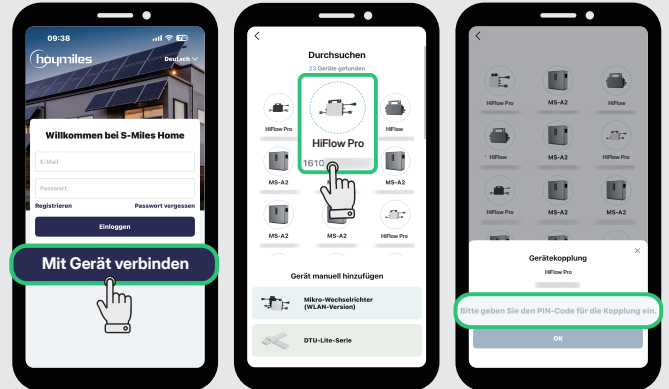 09:38
hoymiles
Deutsch
Willkommen bei S-Miles Home
E-Mail
Passwort
Registrieren
Passwort vergessen
Einloggen
Mit Gerät verbinden
Durchsuchen
23 Geräte gefunden
HiFlow Pro
HiFlow
HiFlow Pro
1610
MS-A2
MS-A2
MS-A2
MS-A2
HiFlow Pro
Gerät manuell hinzufügen
Mikro-Wechselrichter
(WLAN-Version)
DTU-Lite-Serie
HiFlow Pro
MS-A2
HiFlow
HiFlow
MS-A2
HiFlow Pro
HiFlow Pro
MS-A2
MS-A2
Gerätekopplung
HiFlow Pro
Bitte geben Sie den PIN-Code für die Kopplung ein.
OK